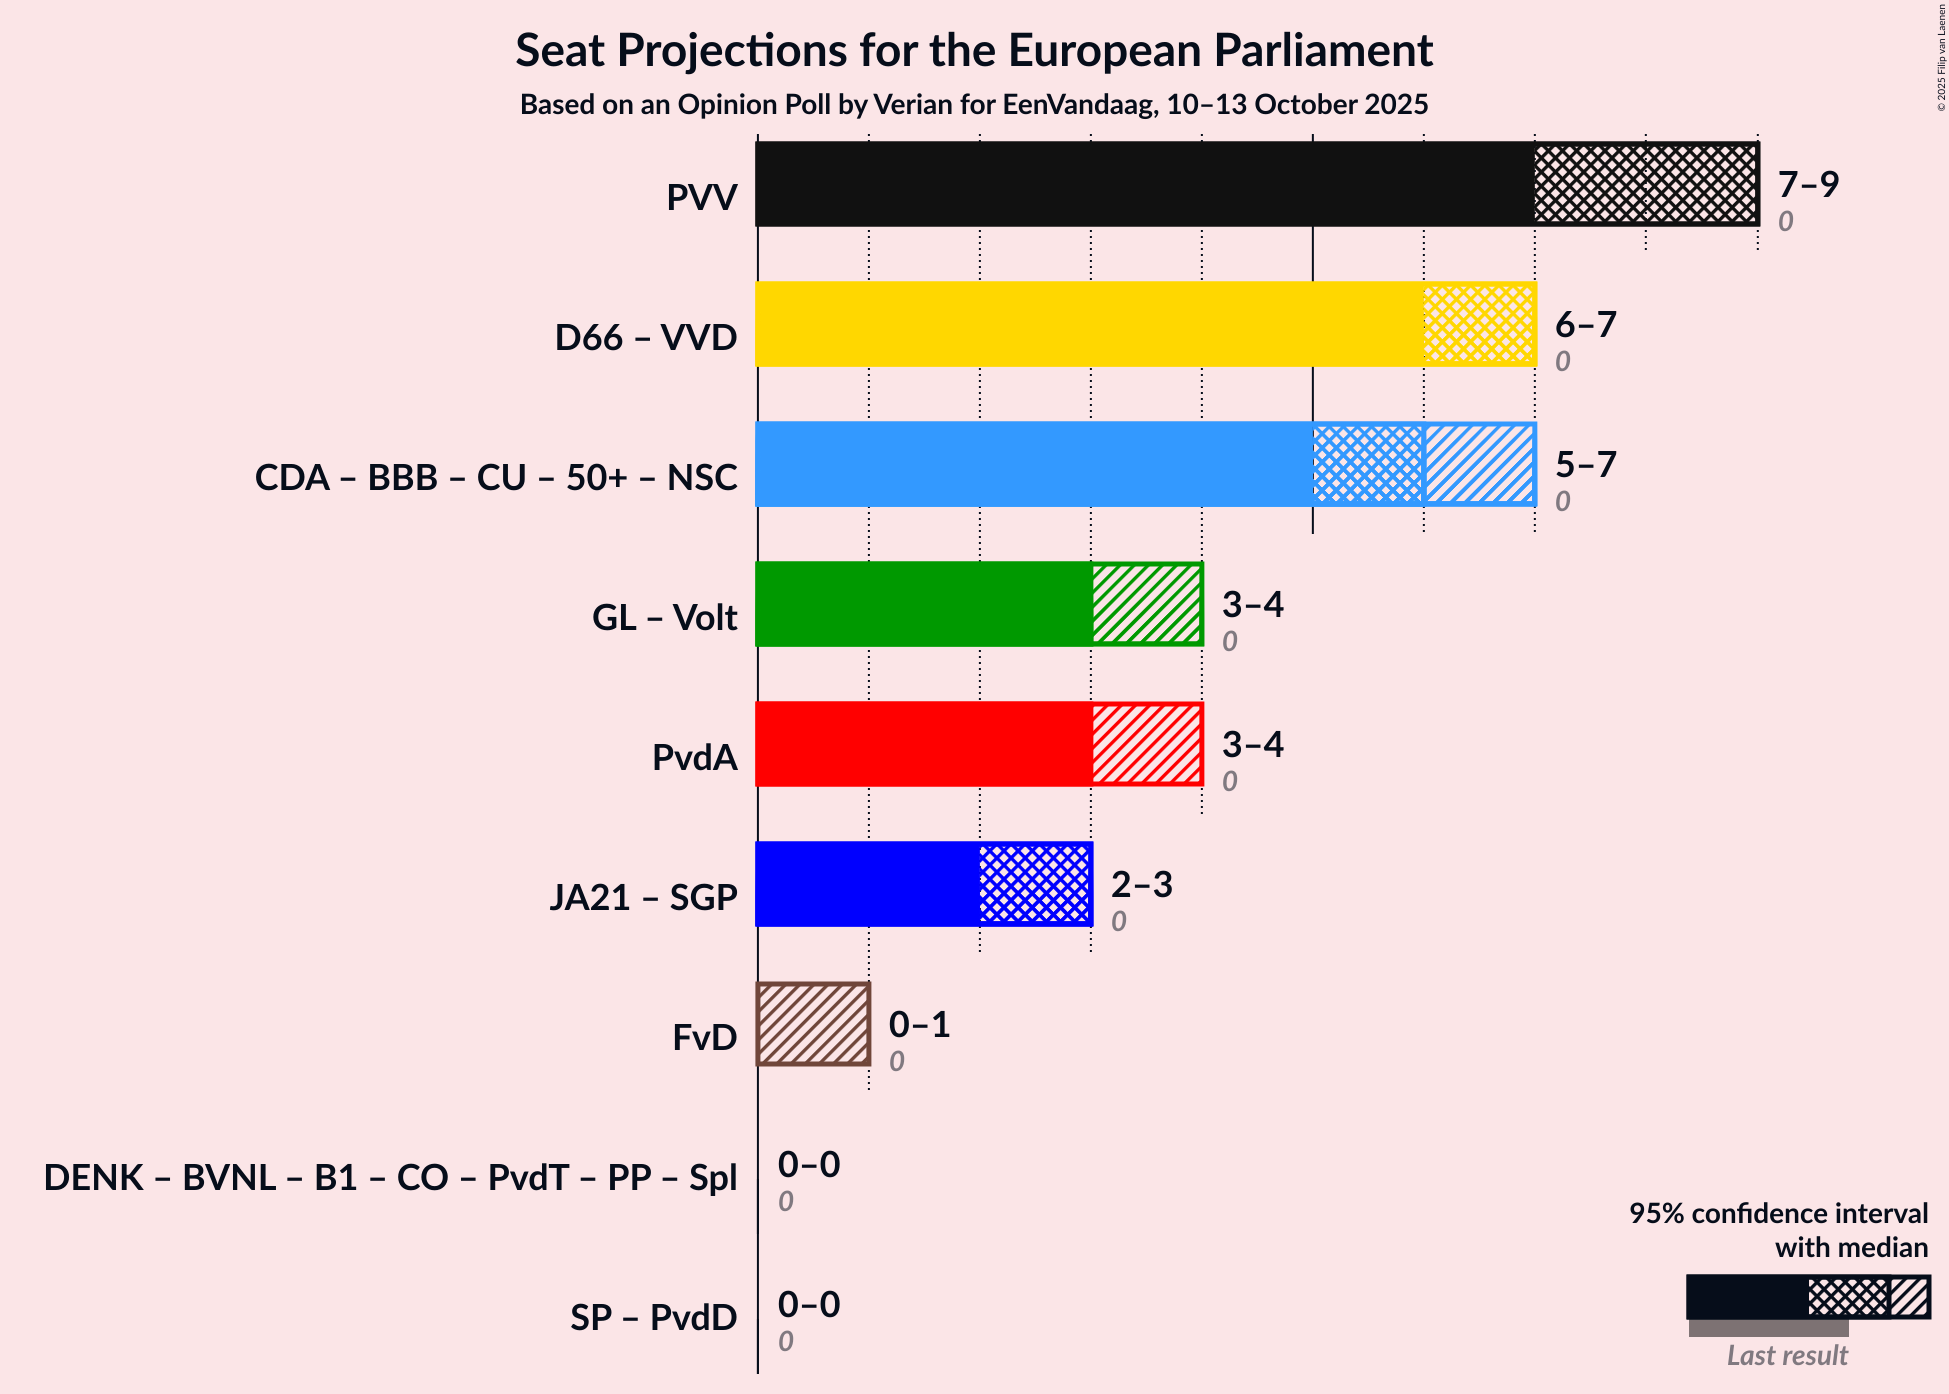 Seat Projections for the European Parliament
Based on an Opinion Poll by Verian for EenVandaag, 10–13 October 2025
© 2025 Filip van Laenen
PVV
7–9
0
D66 – VVD
6–7
0
CDA – BBB – CU – 50+ – NSC
5–7
0
GL – Volt
3–4
0
PvdA
3–4
0
JA21 – SGP
2–3
0
FvD
0–1
0
DENK – BVNL – B1 – CO – PvdT – PP – Spl
0–0
0
SP – PvdD
0–0
0
95% confidence interval
with median
Last result